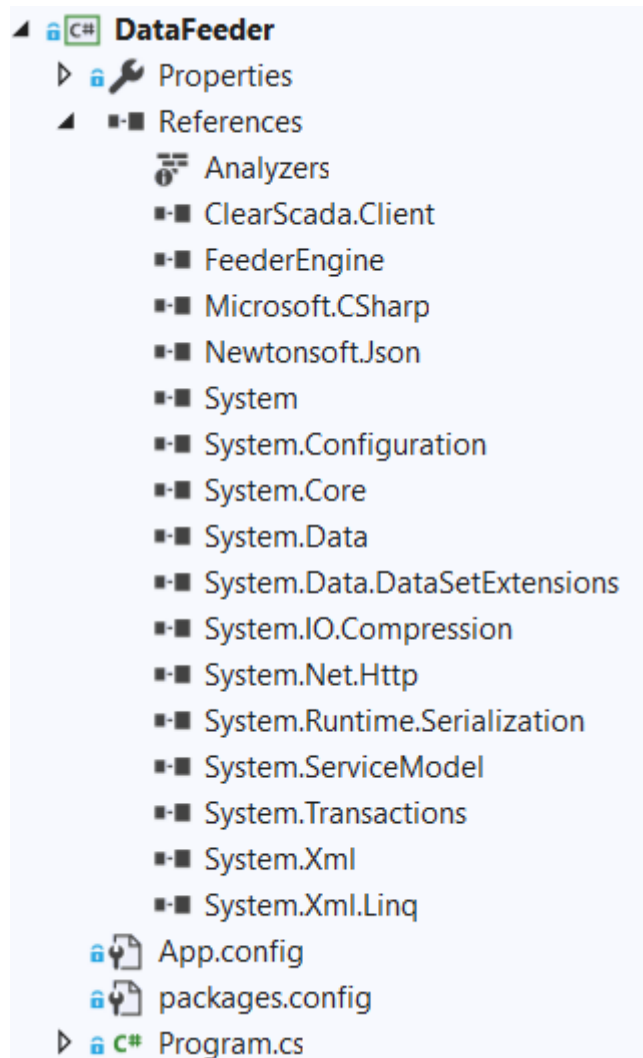 C# DataFeeder
Properties
References
Analyzers
ClearScada.Client
FeederEngine
Microsoft.CSharp
Newtonsoft.Json
System
System.Configuration
System.Core
System.Data
System.Data.DataSetExtensions
System.IO.Compression
System.Net.Http
System.Runtime.Serialization
System.ServiceModel
System.Transactions
System.Xml
System.Xml.Linq
App.config
packages.config
C# Program.cs